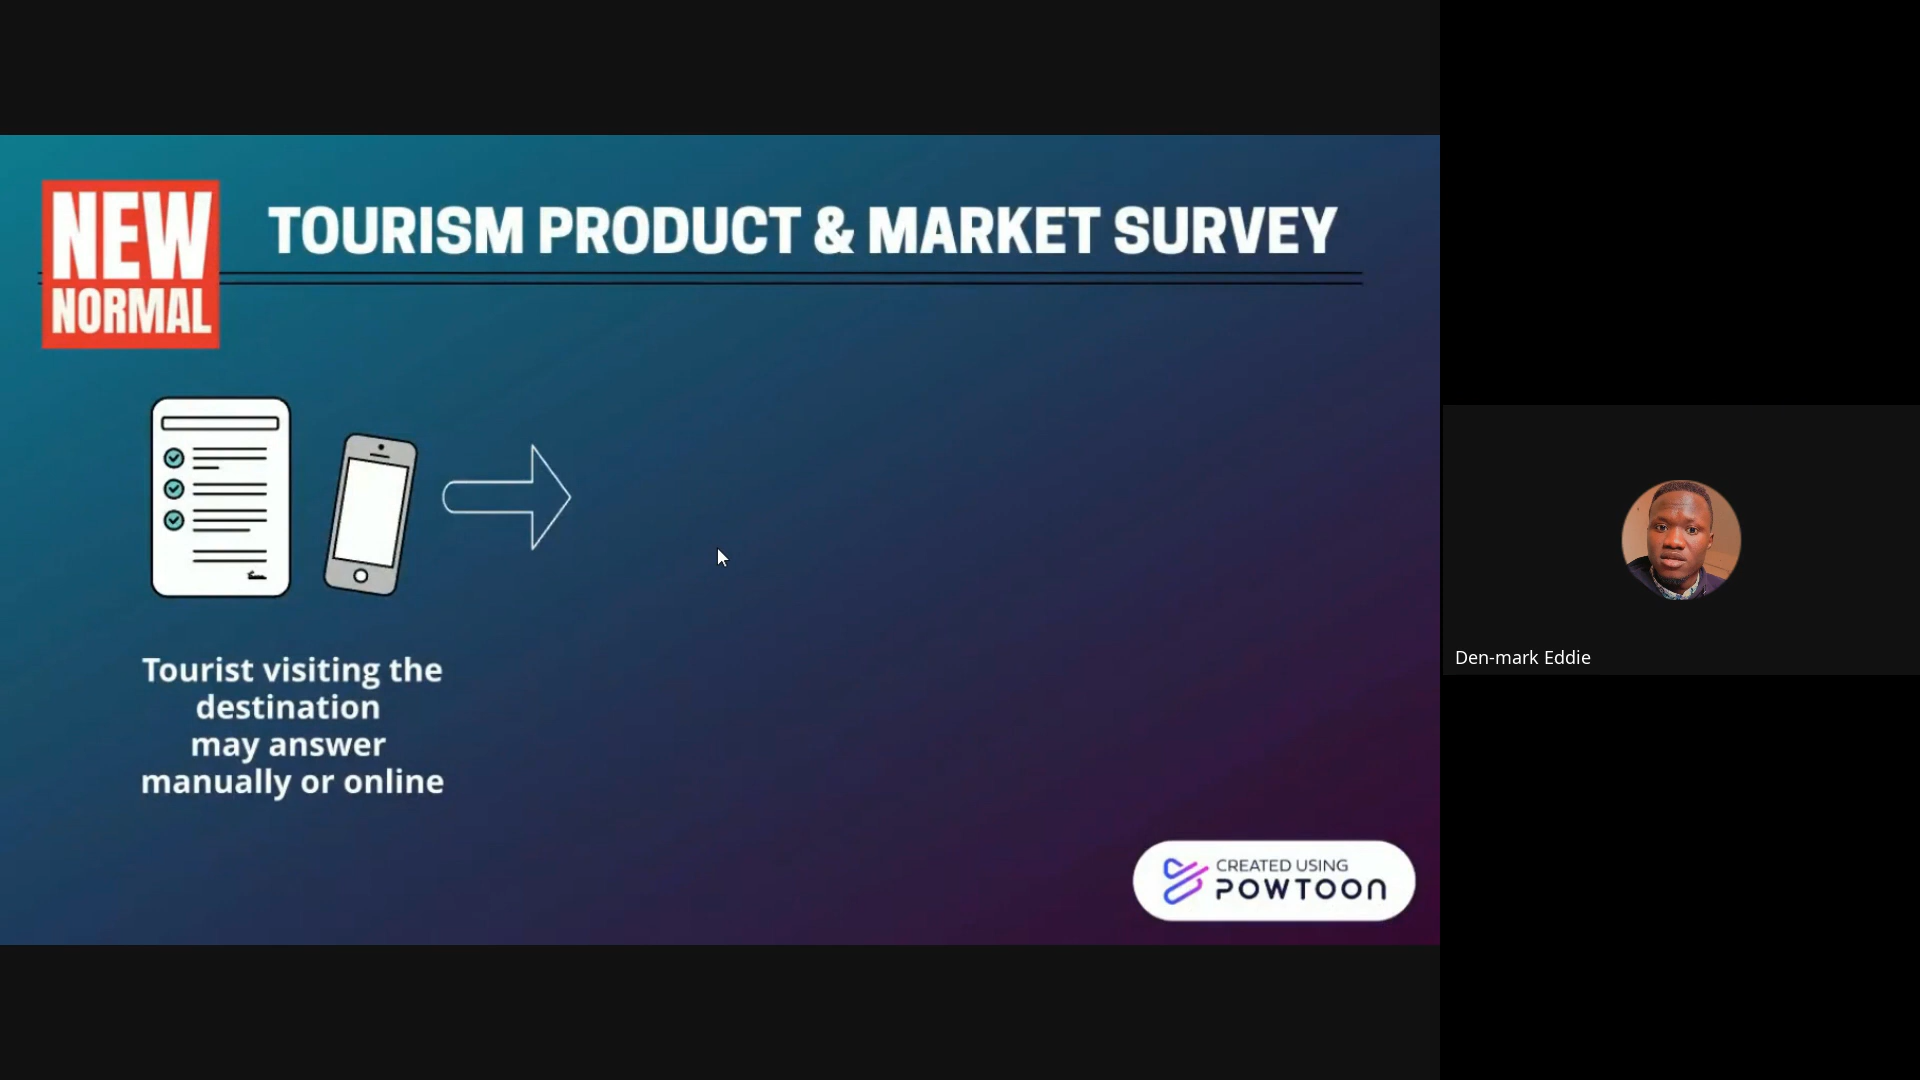 NEW
NORMAL
TOURISM PRODUCT & MARKET SURVEY
Tourist visiting the
destination
may answer
manually or online
CREATED USING
POWTOON
Den-mark Eddie